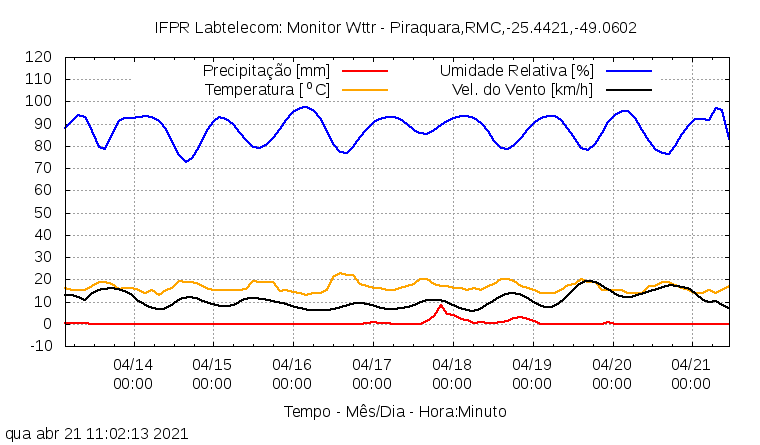 IFPR Labtelecom: Monitor Wttr - Piraquara,RMC,-25.4421,-49.0602
120
110
100
90
80
70
60
50
40
30
20
10
0
-10
Precipitação [mm]
Temperatura [ ⁰C]
Umidade Relativa [%]
Vel. do Vento [km/h]
04/14 04/15 04/16 04/17 04/18 04/19 04/20 04/21
00:00 00:00 00:00 00:00 00:00 00:00 00:00 00:00
Tempo - Mês/Dia - Hora:Minuto
qua abr 21 11:02:13 2021